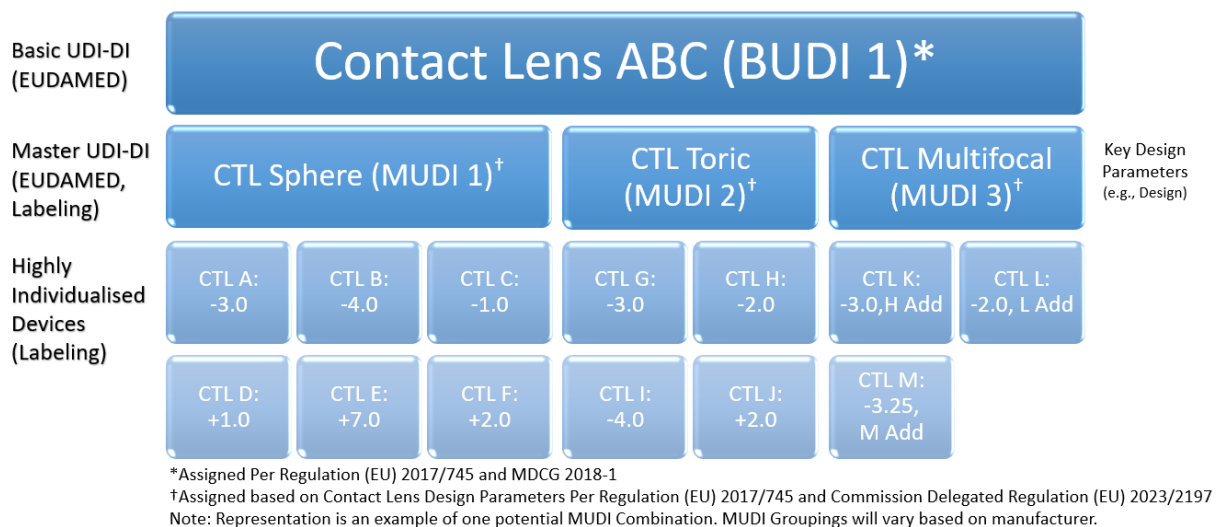 Basic UDI-DI
(EUDAMED)
Contact Lens ABC (BUDI 1)*
Master UDI-DI
(EUDAMED,
Labeling)
CTL Sphere (MUDI 1)†
CTL Toric
(MUDI 2)†
CTL Multifocal
(MUDI 3)†
Key Design
Parameters
(e.g., Design)
Highly
Individualised
Devices
(Labeling)
CTL A:
-3.0
CTL B:
-4.0
CTL C:
-1.0
CTL G:
-3.0
CTL H:
-2.0
CTL K:
-3.0,H Add
CTL L:
-2.0, L Add
CTL D:
+1.0
CTL E:
+7.0
CTL F:
+2.0
CTL I:
-4.0
CTL J:
+2.0
CTL M:
-3.25,
M Add
*Assigned Per Regulation (EU) 2017/745 and MDCG 2018-1
†Assigned based on Contact Lens Design Parameters Per Regulation (EU) 2017/745 and Commission Delegated Regulation (EU) 2023/2197
Note: Representation is an example of one potential MUDI Combination. MUDI Groupings will vary based on manufacturer.